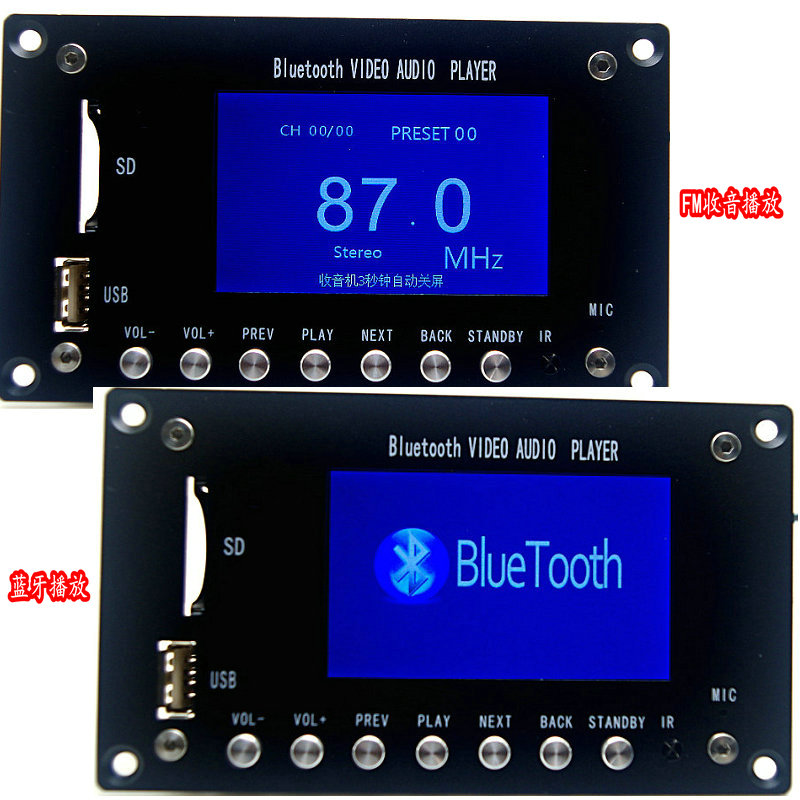 Bluetooth VIDEO AUDIO PLAYER
CH 00/00 PRESET 00
SD
87.0
FM收音播放
Stereo
MHz
收音机3秒钟自动关屏
USB
MIC
VOL- VOL+ PREV PLAY NEXT BACK STANDBY IR
Bluetooth VIDEO AUDIO PLAYER
SD
BlueTooth
蓝牙播放
USB
MIC
VOL- VOL+ PREV PLAY NEXT BACK STANDBY IR